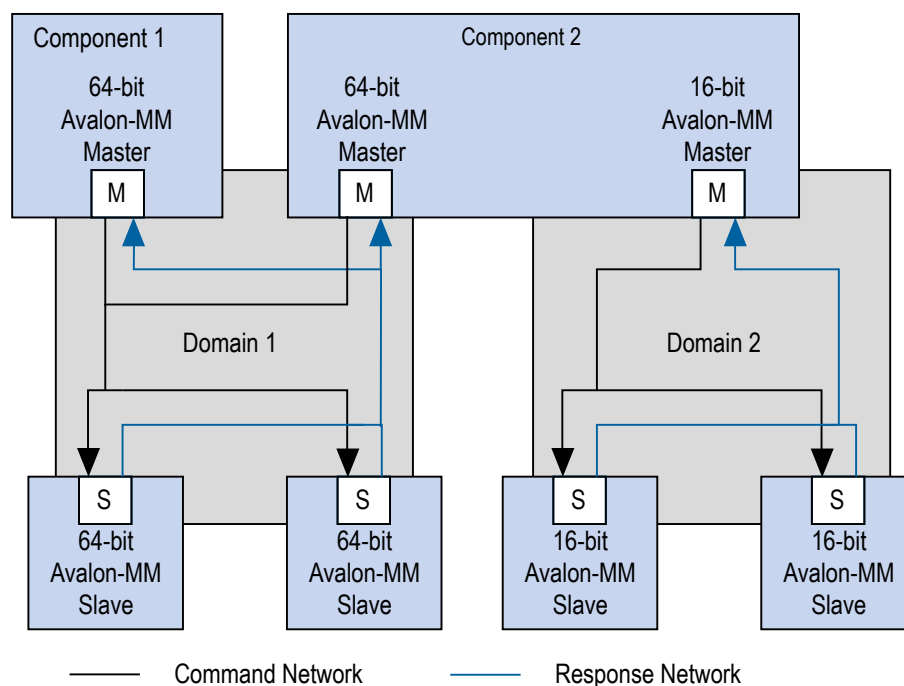 Component 1
Component 2
64-bit
Avalon-MM
Master
64-bit
Avalon-MM
Master
16-bit
Avalon-MM
Master
M
M
M
Domain 1
Domain 2
S
S
S
S
64-bit
Avalon-MM
Slave
64-bit
Avalon-MM
Slave
16-bit
Avalon-MM
Slave
16-bit
Avalon-MM
Slave
Command Network
Response Network